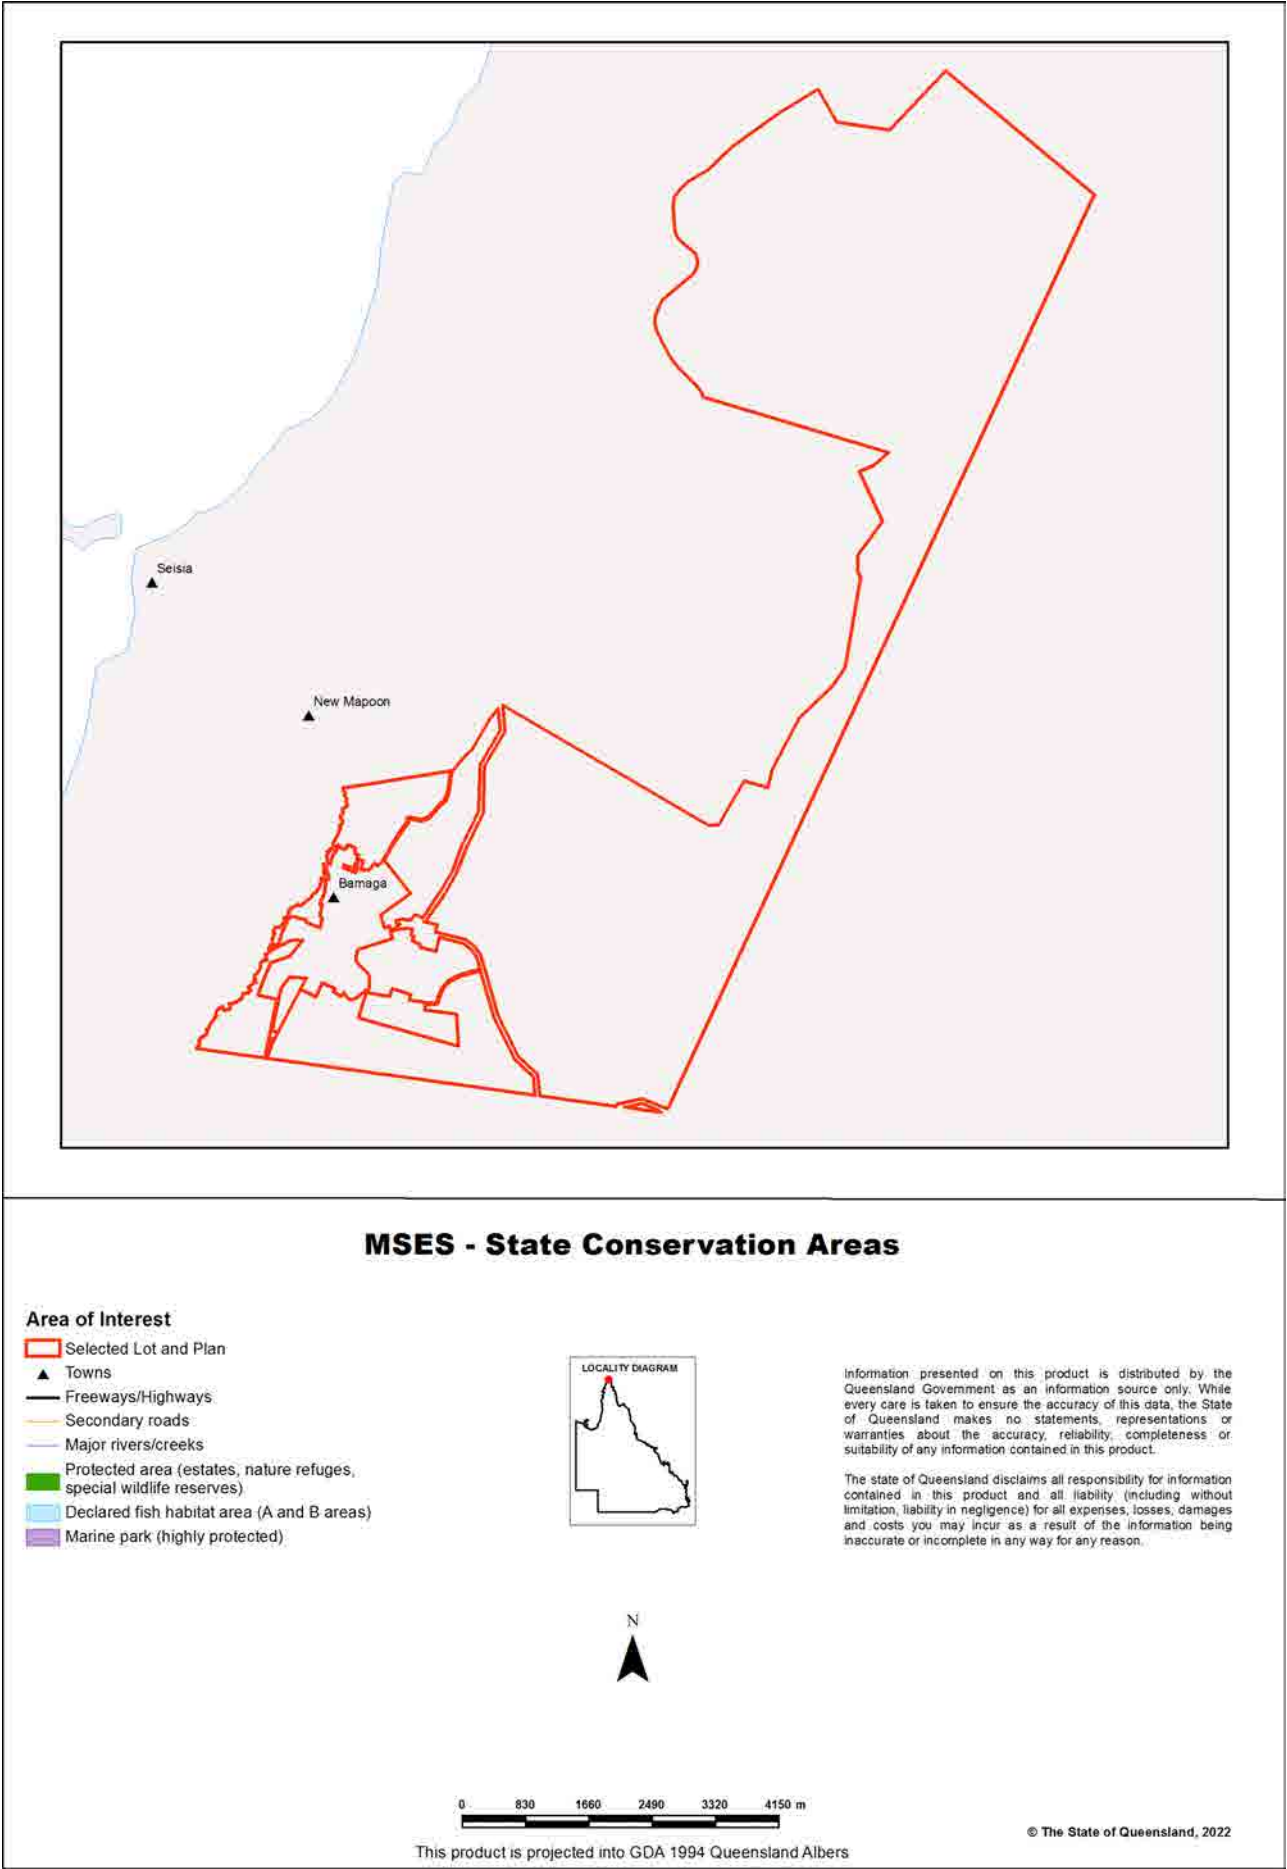 Seisia
New Mapoon
Bamaga
MSES - State Conservation Areas
Area of Interest
Selected Lot and Plan
Towns
Freeways/Highways
Secondary roads
Major rivers/creeks
Protected area (estates, nature refuges,
special wildlife reserves)
Declared fish habitat area (A and B areas)
Marine park (highly protected)
LOCALITY DIAGRAM
Information presented on this product is distributed by the
Queensland Government as an information source only. While
every care is taken to ensure the accuracy of this data, the State
of Queensland makes no statements, representations or
warranties about the accuracy, reliability, completeness or
suitability of any information contained in this product.
The state of Queensland disclaims all responsibility for information
contained in this product and all liability (including without
limitation, liability in negligence) for all expenses, losses, damages
and costs you may incur as a result of the information being
inaccurate or incomplete in any way for any reason.
N
0 830 1660 2490 3320 4150 m
This product is projected into GDA 1994 Queensland Albers
© The State of Queensland, 2022